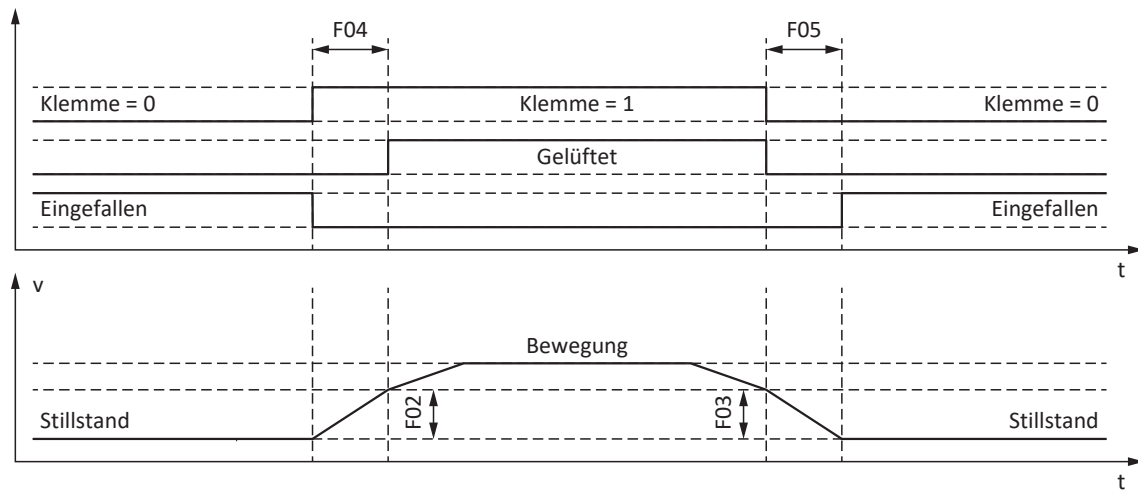 F04
F05
Klemme = 0
Klemme = 1
Klemme = 0
Gelüftet
Eingefallen
Eingefallen
t
v
Bewegung
F02
F03
Stillstand
Stillstand
t